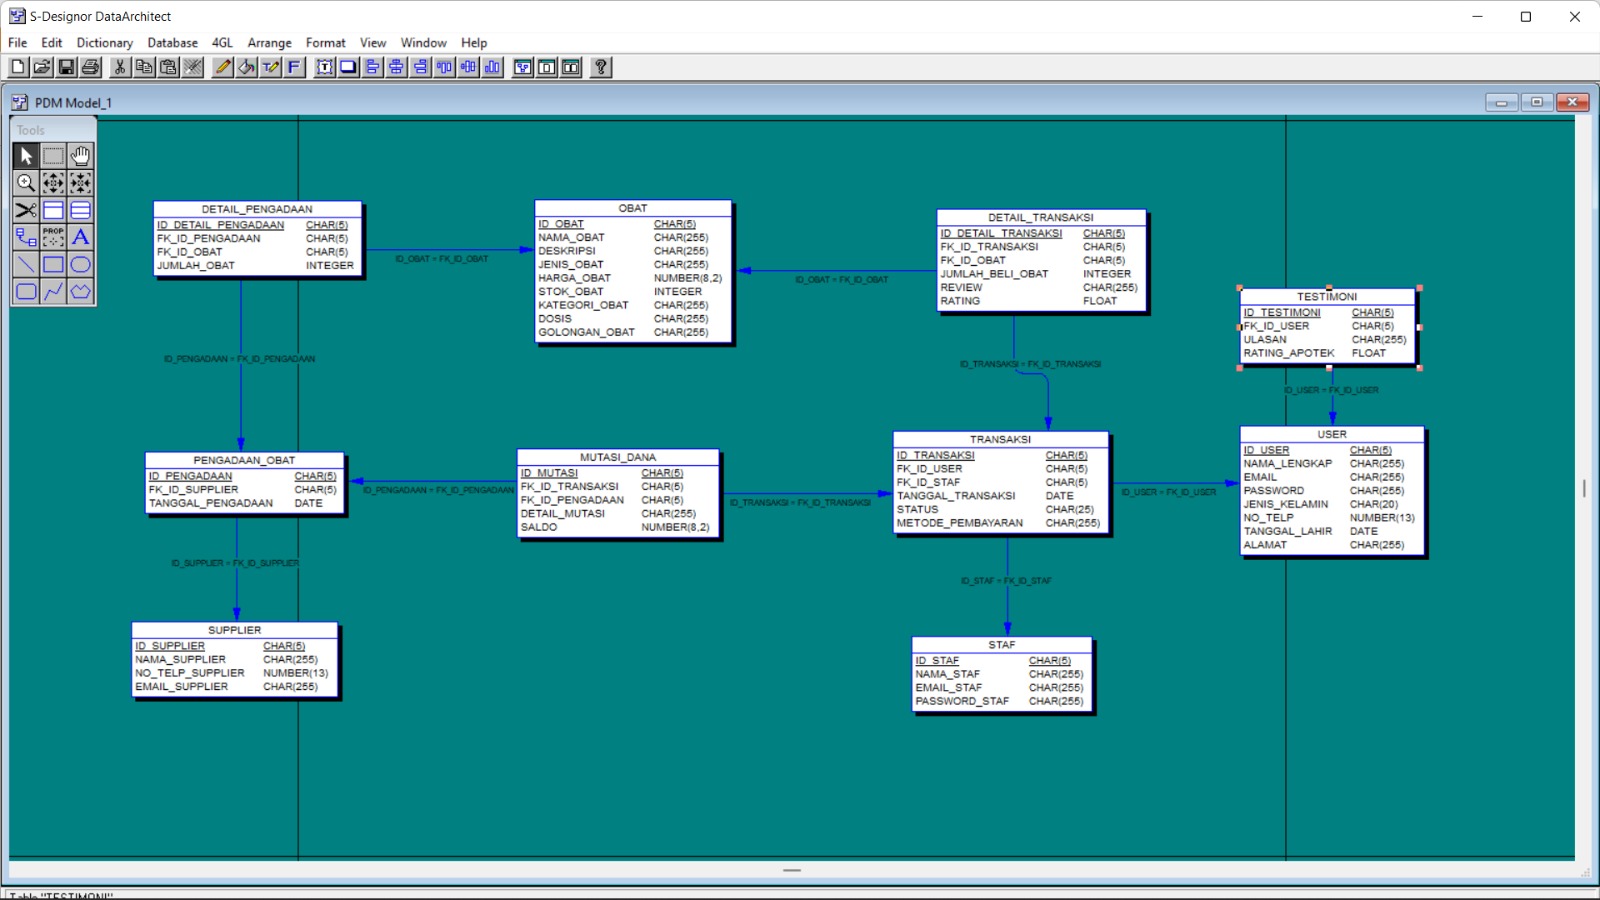 S-Designor DataArchitect
File Edit Dictionary Database 4GL Arrange Format View Window Help
PDM Model_1
Tools
PROP
A
DETAIL_PENGADAAN
ID_DETAIL_PENGADAAN CHAR(5)
FK_ID_PENGADAAN CHAR(5)
FK_ID_OBAT CHAR(5)
JUMLAH_OBAT INTEGER
ID_OBAT = FK_ID_OBAT
OBAT
ID_OBAT CHAR(5)
NAMA_OBAT CHAR(255)
DESKRIPSI CHAR(255)
JENIS_OBAT CHAR(255)
HARGA_OBAT NUMBER(8,2)
STOK_OBAT INTEGER
KATEGORI_OBAT CHAR(255)
DOSIS CHAR(255)
GOLONGAN_OBAT CHAR(255)
ID_OBAT = FK_ID_OBAT
DETAIL_TRANSAKSI
ID_DETAIL_TRANSAKSI CHAR(5)
FK_ID_TRANSAKSI CHAR(5)
FK_ID_OBAT CHAR(5)
JUMLAH_BELI_OBAT INTEGER
REVIEW CHAR(255)
RATING FLOAT
TESTIMONI
ID_TESTIMONI CHAR(5)
FK_ID_USER CHAR(5)
ULASAN CHAR(255)
RATING_APOTEK FLOAT
ID_PENGADAAN = FK_ID_PENGADAAN
ID_TRANSAKSI = FK_ID_TRANSAKSI
ID_USER = FK_ID_USER
PENGADAAN_OBAT
ID_PENGADAAN CHAR(5)
FK_ID_SUPPLIER CHAR(5)
TANGGAL_PENGADAAN DATE
ID_PENGADAAN = FK_ID_PENGADAAN
MUTASI_DANA
ID_MUTASI CHAR(5)
FK_ID_TRANSAKSI CHAR(5)
FK_ID_PENGADAAN CHAR(5)
DETAIL_MUTASI CHAR(255)
SALDO NUMBER(8,2)
ID_TRANSAKSI = FK_ID_TRANSAKSI
TRANSAKSI
ID_TRANSAKSI CHAR(5)
FK_ID_USER CHAR(5)
FK_ID_STAF CHAR(5)
TANGGAL_TRANSAKSI DATE
STATUS CHAR(25)
METODE_PEMBAYARAN CHAR(255)
ID_USER = FK_ID_USER
USER
ID_USER CHAR(5)
NAMA_LENGKAP CHAR(255)
EMAIL CHAR(255)
PASSWORD CHAR(255)
JENIS_KELAMIN CHAR(20)
NO_TELP NUMBER(13)
TANGGAL_LAHIR DATE
ALAMAT CHAR(255)
ID_SUPPLIER = FK_ID_SUPPLIER
ID_STAF = FK_ID_STAF
SUPPLIER
ID_SUPPLIER CHAR(5)
NAMA_SUPPLIER CHAR(255)
NO_TELP_SUPPLIER NUMBER(13)
EMAIL_SUPPLIER CHAR(255)
STAF
ID_STAF CHAR(5)
NAMA_STAF CHAR(255)
EMAIL_STAF CHAR(255)
PASSWORD_STAF CHAR(255)
Table "TESTIMONI"